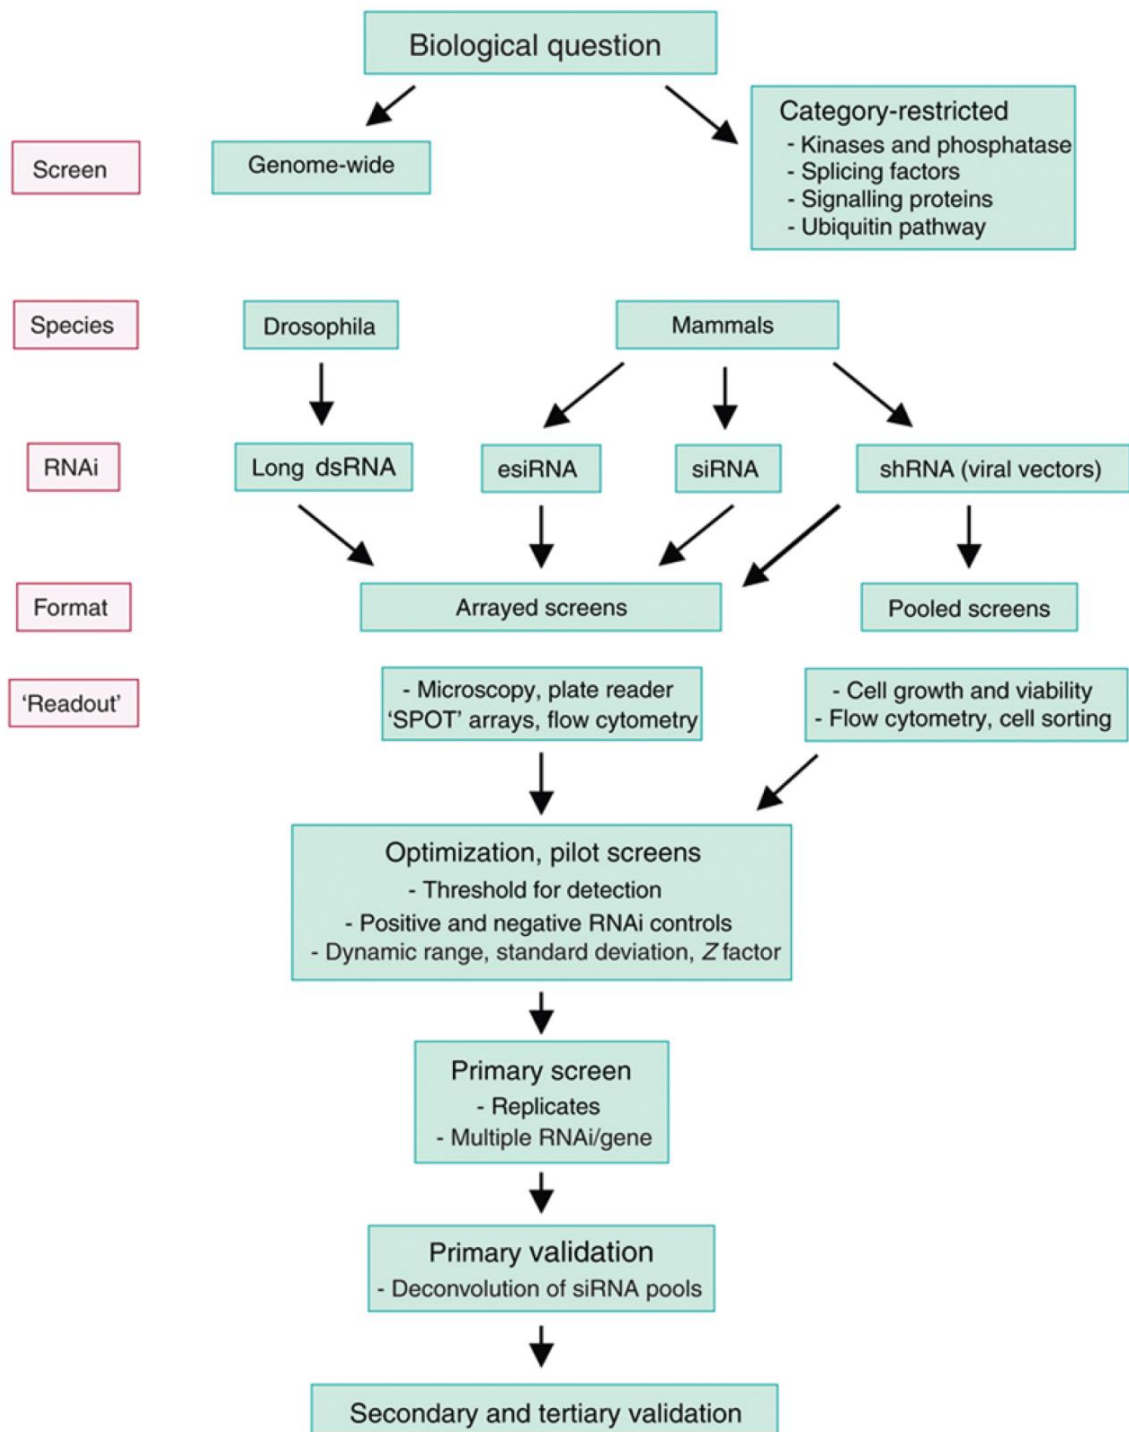 Biological question
Screen
Genome-wide
Category-restricted
- Kinases and phosphatase
- Splicing factors
- Signalling proteins
- Ubiquitin pathway
Species
Drosophila
Mammals
RNAi
Long dsRNA
esiRNA
siRNA
shRNA (viral vectors)
Format
Arrayed screens
Pooled screens
‘Readout’
- Microscopy, plate reader
‘SPOT’ arrays, flow cytometry
- Cell growth and viability
- Flow cytometry, cell sorting
Optimization, pilot screens
- Threshold for detection
- Positive and negative RNAi controls
- Dynamic range, standard deviation, Z factor
Primary screen
- Replicates
- Multiple RNAi/gene
Primary validation
- Deconvolution of siRNA pools
Secondary and tertiary validation